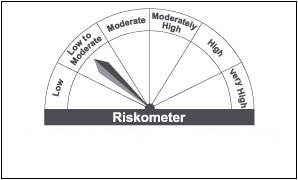 Low
Low to
Moderate
Moderate
Moderately
High
High
very High
Riskometer